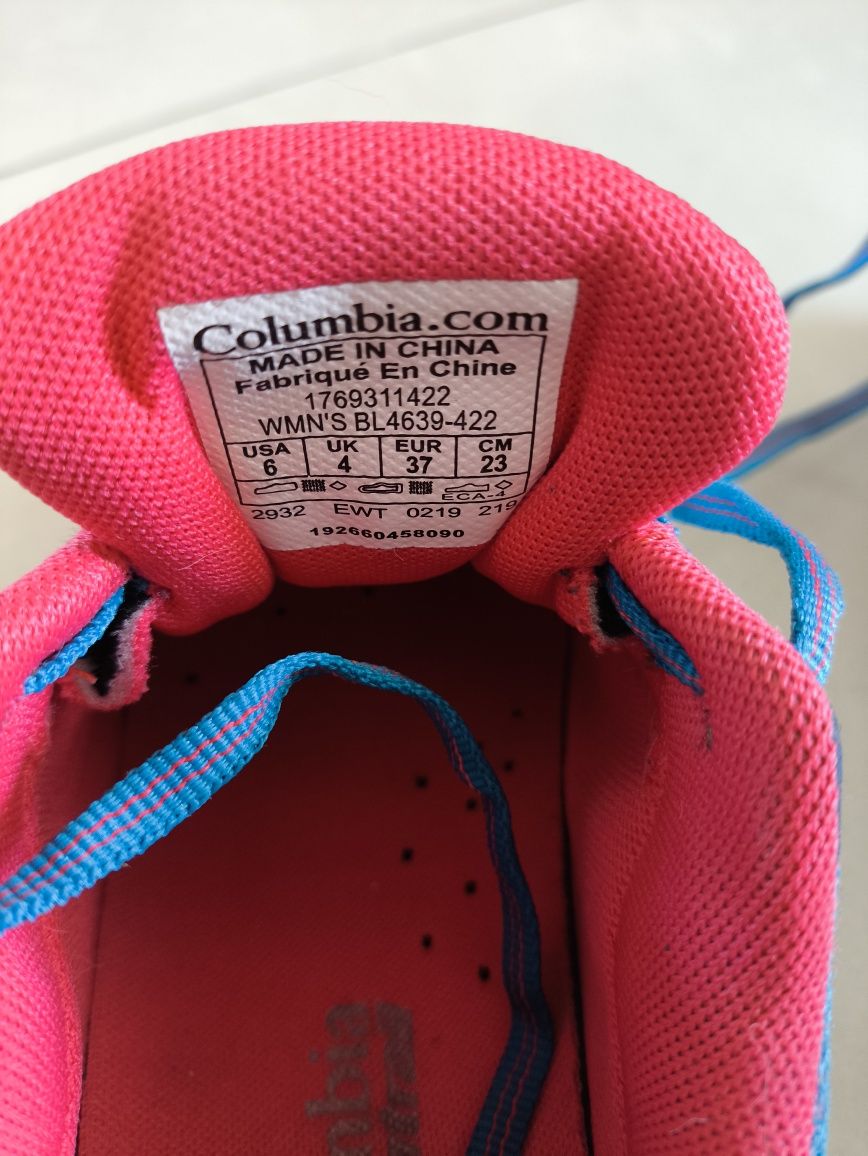 Columbia.com
MADE IN CHINA
Fabriqué En Chine
1769311422
WMN'S BL4639-422
USA UK EUR CM
6 4 37 23
ECA-4
2932 EWT 0219 219
192660458090
mbia